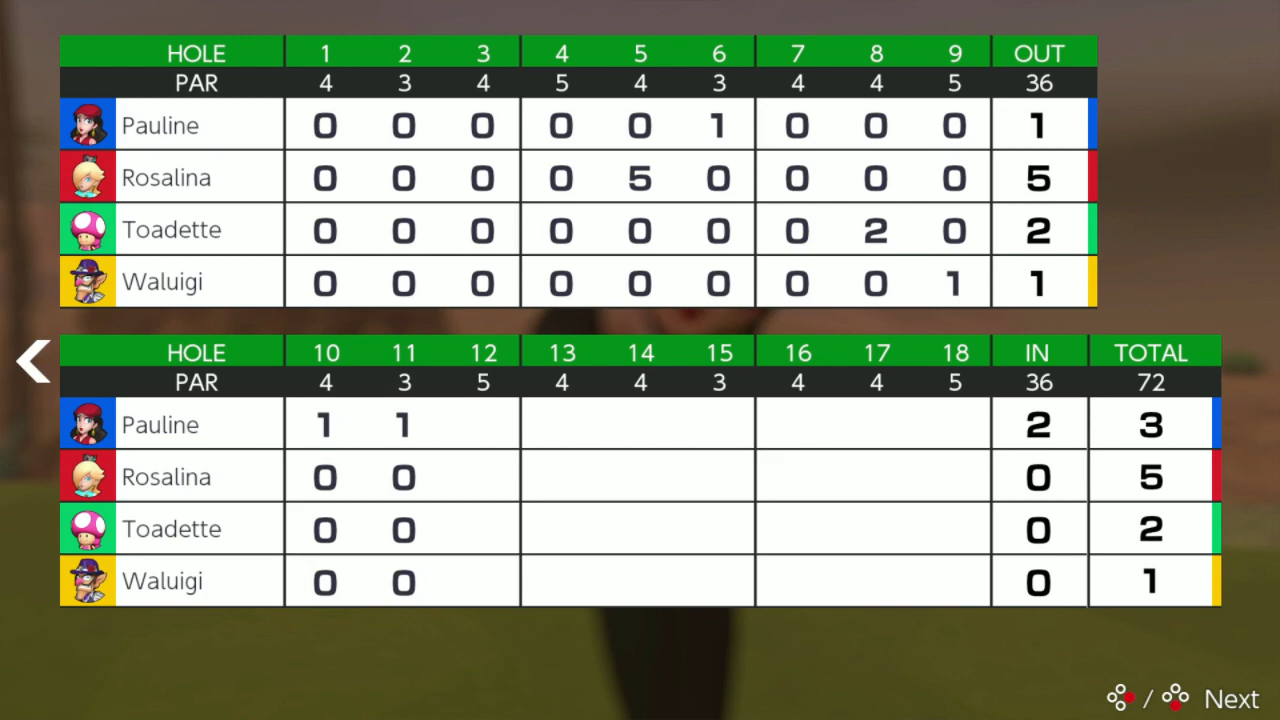 HOLE 1 2 3 4 5 6 7 8 9 OUT
PAR 4 3 4 5 4 3 4 4 5 36
Pauline 0 0 0 0 0 1 0 0 0 1
Rosalina 0 0 0 0 5 0 0 0 0 5
Toadette 0 0 0 0 0 0 0 2 0 2
Waluigi 0 0 0 0 0 0 0 0 1 1
HOLE 10 11 12 13 14 15 16 17 18 IN TOTAL
PAR 4 3 5 4 4 3 4 4 5 36 72
Pauline 1 1 2 3
Rosalina 0 0 0 5
Toadette 0 0 0 2
Waluigi 0 0 0 1
/ Next